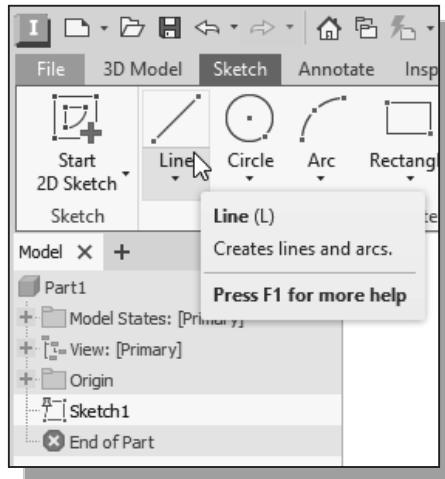 I
File 3D Model Sketch Annotate Insp
Start
2D Sketch
Line Circle Arc Rectangl
Sketch
Line (L)
Creates lines and arcs.
Press F1 for more help
Model
Part1
Model States: [Primary]
View: [Primary]
Origin
Sketch1
End of Part